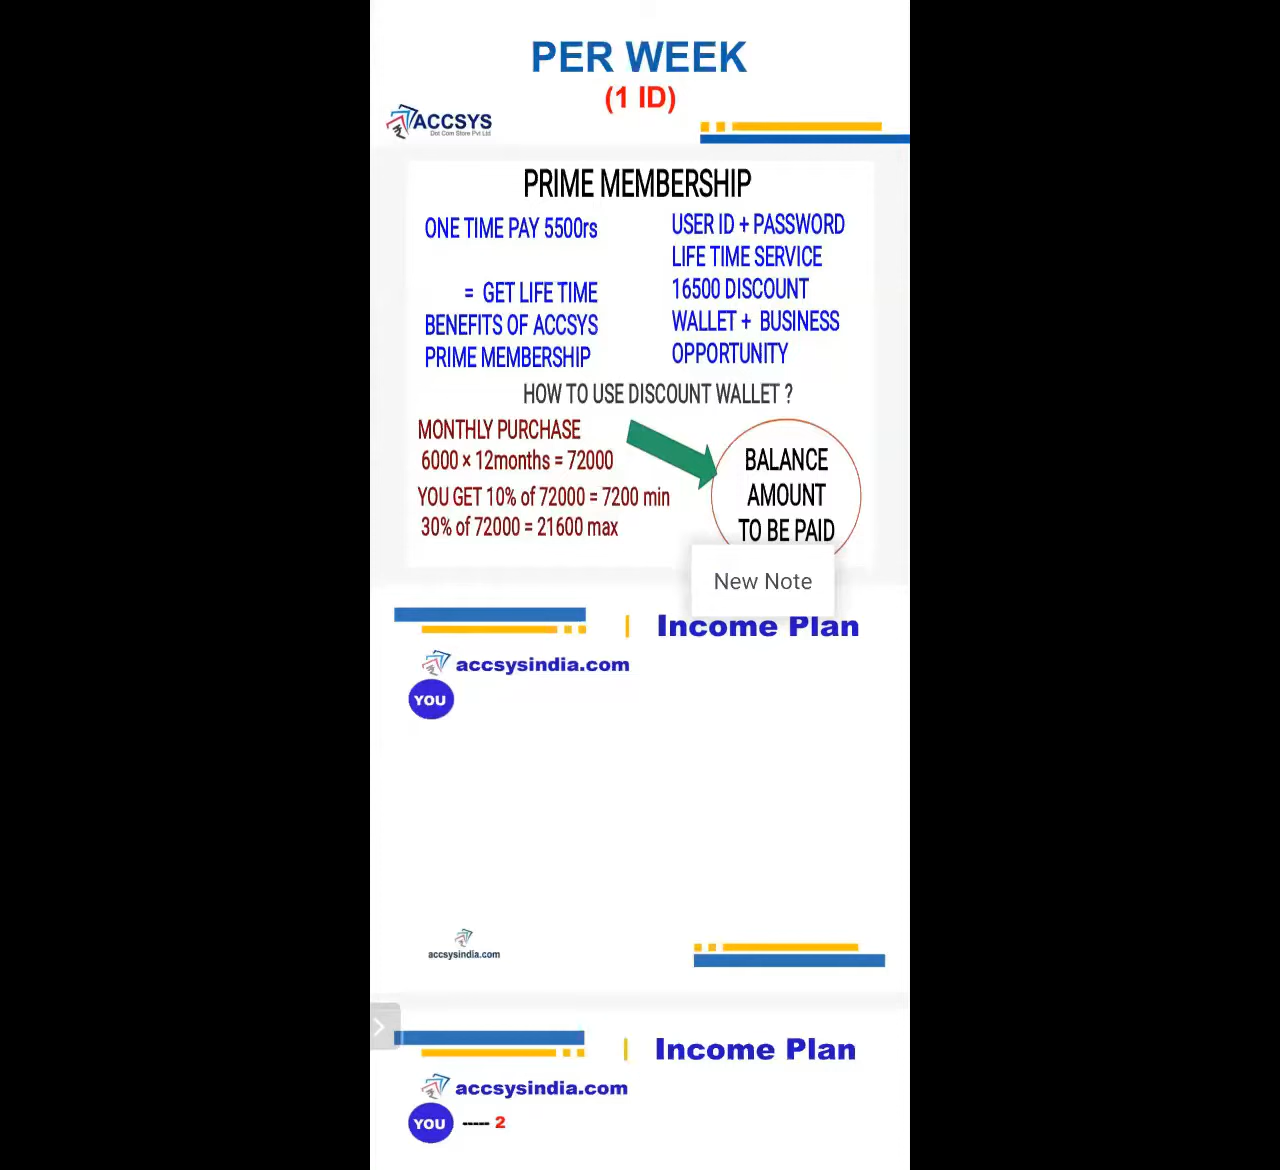 PER WEEK
(1 ID)
ACCSYS
Dot Com Store Pvt Ltd
PRIME MEMBERSHIP
ONE TIME PAY 5500rs
= GET LIFE TIME
BENEFITS OF ACCSYS
PRIME MEMBERSHIP
USER ID + PASSWORD
LIFE TIME SERVICE
16500 DISCOUNT
WALLET + BUSINESS
OPPORTUNITY
HOW TO USE DISCOUNT WALLET ?
MONTHLY PURCHASE
6000 × 12months = 72000
YOU GET 10% of 72000 = 7200 min
30% of 72000 = 21600 max
BALANCE
AMOUNT
TO BE PAID
New Note
Income Plan
accsysindia.com
YOU
accsysindia.com
Income Plan
accsysindia.com
YOU ----- 2